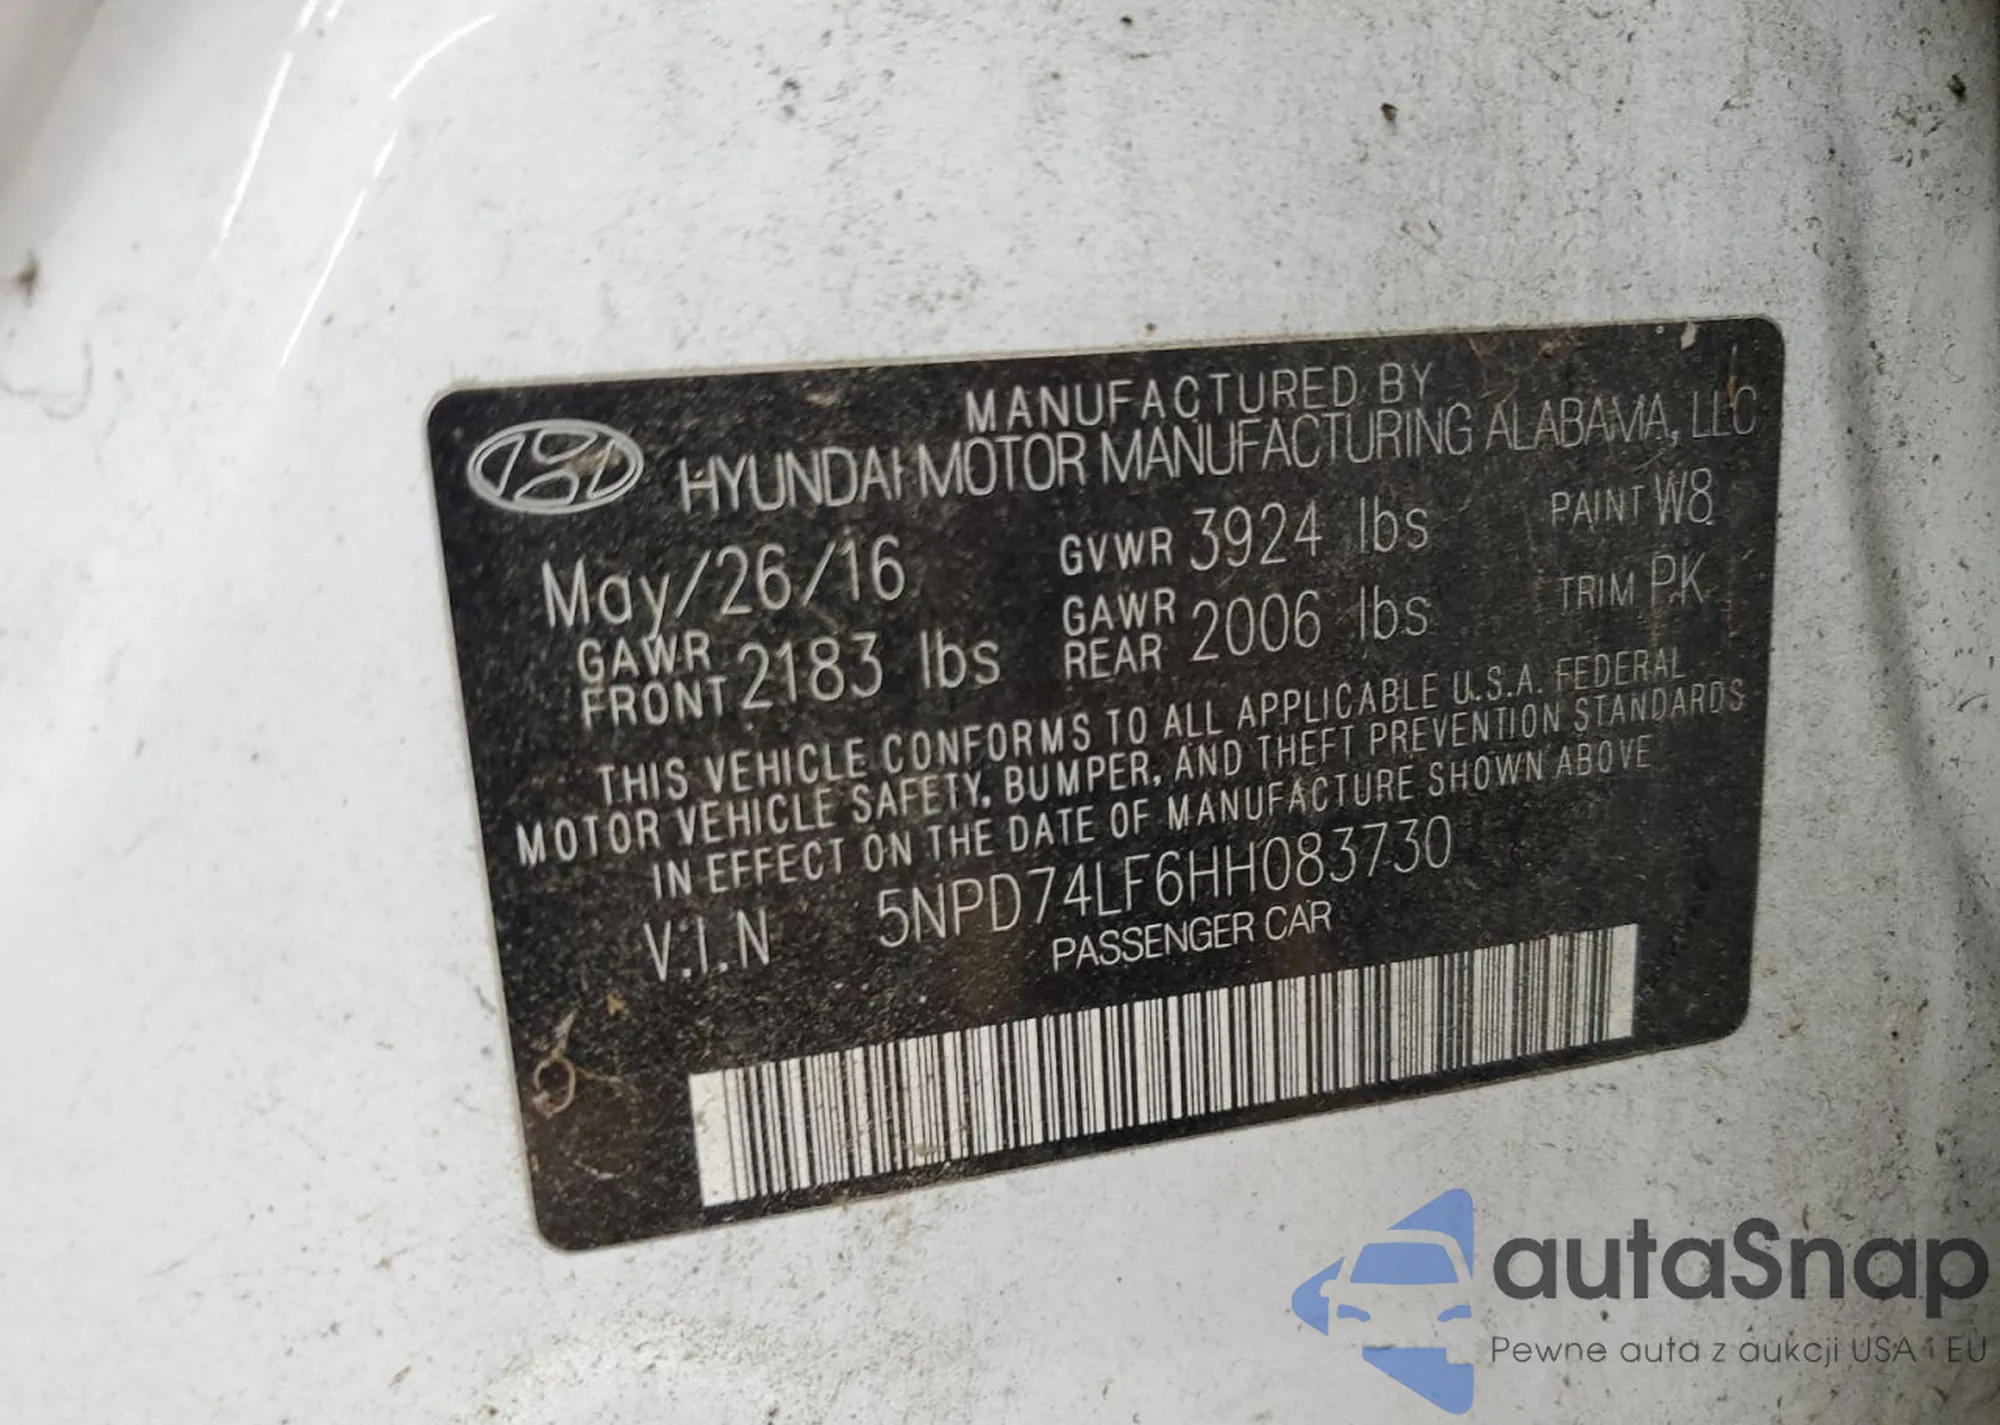 MANUFACTURED BY
HYUNDAI MOTOR MANUFACTURING ALABAMA, LLC
May/26/16 GVWR 3924 lbs PAINT W8
GAWR FRONT 2183 lbs GAWR REAR 2006 lbs TRIM PK
THIS VEHICLE CONFORMS TO ALL APPLICABLE U.S.A. FEDERAL
MOTOR VEHICLE SAFETY, BUMPER, AND THEFT PREVENTION STANDARDS
IN EFFECT ON THE DATE OF MANUFACTURE SHOWN ABOVE
V.I.N 5NPD74LF6HH083730
PASSENGER CAR
autaSnap
Pewne auta z aukcji USA i EU